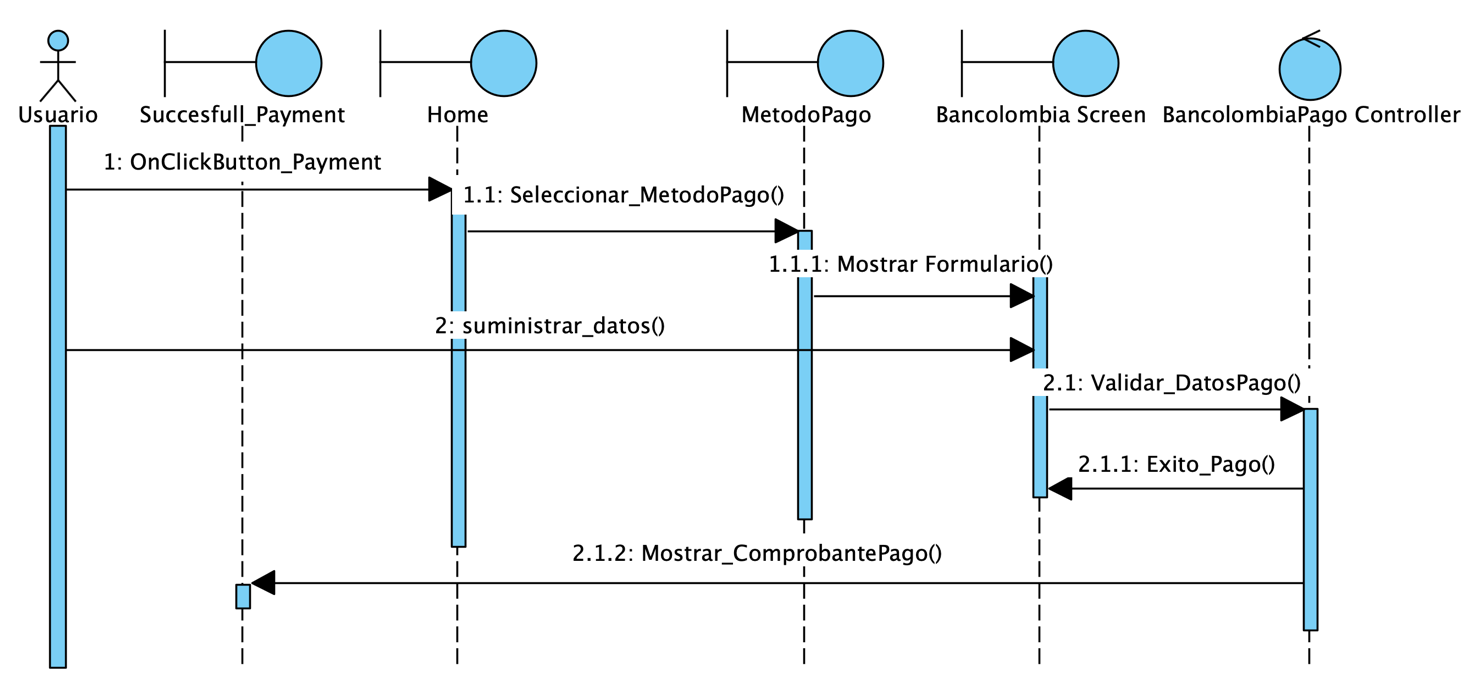 Usuario
Succesfull_Payment
Home
MetodoPago
Bancolombia Screen
BancolombiaPago Controller
1: OnClickButton_Payment
1.1: Seleccionar_MetodoPago()
1.1.1: Mostrar Formulario()
2: suministrar_datos()
2.1: Validar_DatosPago()
2.1.1: Exito_Pago()
2.1.2: Mostrar_ComprobantePago()